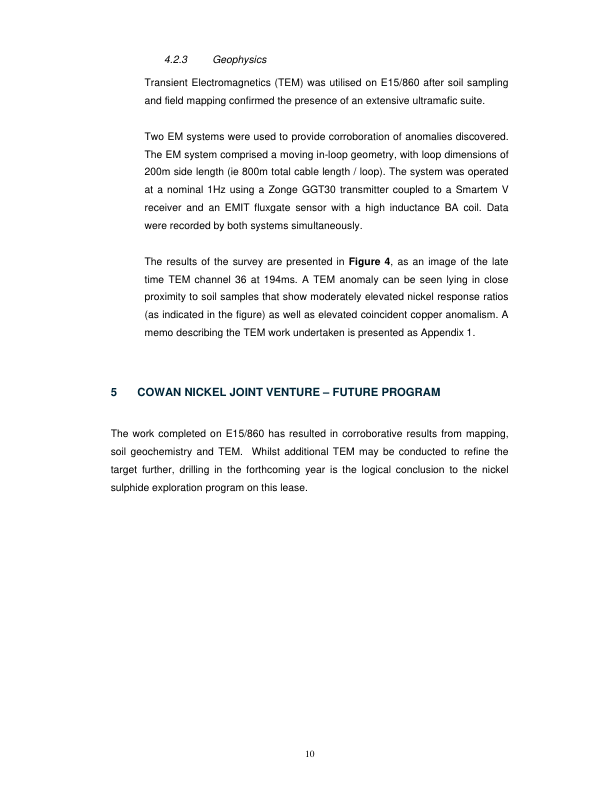 4.2.3 Geophysics
Transient Electromagnetics (TEM) was utilised on E15/860 after soil sampling
and field mapping confirmed the presence of an extensive ultramafic suite.
Two EM systems were used to provide corroboration of anomalies discovered.
The EM system comprised a moving in-loop geometry, with loop dimensions of
200m side length (ie 800m total cable length / loop). The system was operated
at a nominal 1Hz using a Zonge GGT30 transmitter coupled to a Smartem V
receiver and an EMIT fluxgate sensor with a high inductance BA coil. Data
were recorded by both systems simultaneously.
The results of the survey are presented in Figure 4, as an image of the late
time TEM channel 36 at 194ms. A TEM anomaly can be seen lying in close
proximity to soil samples that show moderately elevated nickel response ratios
(as indicated in the figure) as well as elevated coincident copper anomalism. A
memo describing the TEM work undertaken is presented as Appendix 1.
5 COWAN NICKEL JOINT VENTURE – FUTURE PROGRAM
The work completed on E15/860 has resulted in corroborative results from mapping,
soil geochemistry and TEM. Whilst additional TEM may be conducted to refine the
target further, drilling in the forthcoming year is the logical conclusion to the nickel
sulphide exploration program on this lease.
10